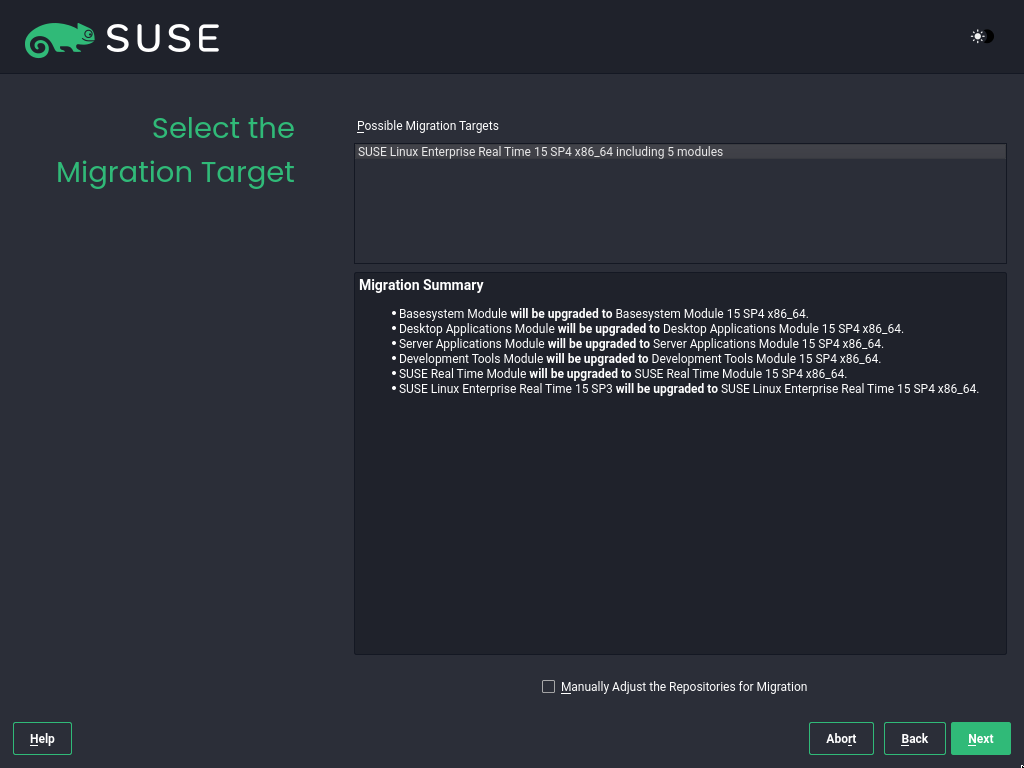 SUSE
Select the
Migration Target
Possible Migration Targets
SUSE Linux Enterprise Real Time 15 SP4 x86_64 including 5 modules
Migration Summary
• Basesystem Module will be upgraded to Basesystem Module 15 SP4 x86_64.
• Desktop Applications Module will be upgraded to Desktop Applications Module 15 SP4 x86_64.
• Server Applications Module will be upgraded to Server Applications Module 15 SP4 x86_64.
• Development Tools Module will be upgraded to Development Tools Module 15 SP4 x86_64.
• SUSE Real Time Module will be upgraded to SUSE Real Time Module 15 SP4 x86_64.
• SUSE Linux Enterprise Real Time 15 SP3 will be upgraded to SUSE Linux Enterprise Real Time 15 SP4 x86_64.
Manually Adjust the Repositories for Migration
Help Abort Back Next